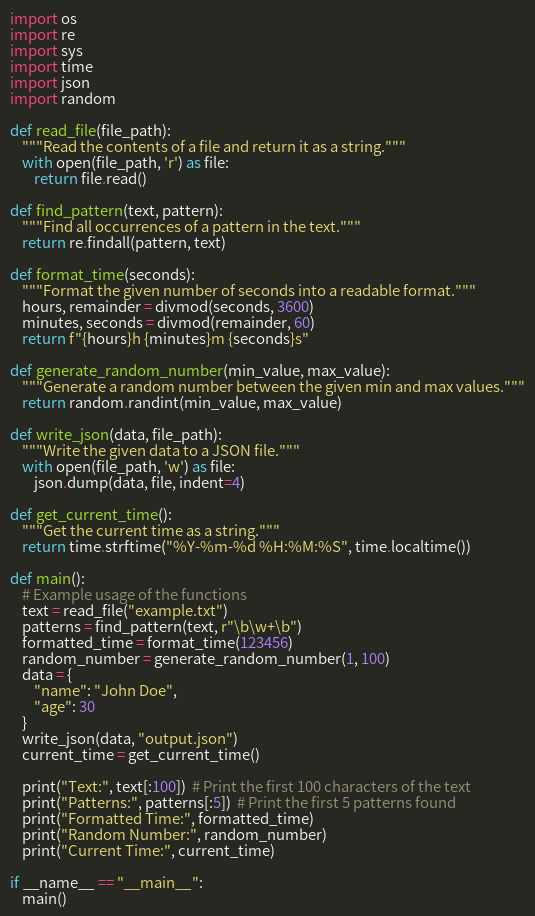 import os
import re
import sys
import time
import json
import random

def read_file(file_path):
    """Read the contents of a file and return it as a string."""
    with open(file_path, 'r') as file:
        return file.read()

def find_pattern(text, pattern):
    """Find all occurrences of a pattern in the text."""
    return re.findall(pattern, text)

def format_time(seconds):
    """Format the given number of seconds into a readable format."""
    hours, remainder = divmod(seconds, 3600)
    minutes, seconds = divmod(remainder, 60)
    return f"{hours}h {minutes}m {seconds}s"

def generate_random_number(min_value, max_value):
    """Generate a random number between the given min and max values."""
    return random.randint(min_value, max_value)

def write_json(data, file_path):
    """Write the given data to a JSON file."""
    with open(file_path, 'w') as file:
        json.dump(data, file, indent=4)

def get_current_time():
    """Get the current time as a string."""
    return time.strftime("%Y-%m-%d %H:%M:%S", time.localtime())

def main():
    # Example usage of the functions
    text = read_file("example.txt")
    patterns = find_pattern(text, r"\b\w+\b")
    formatted_time = format_time(123456)
    random_number = generate_random_number(1, 100)
    data = {
        "name": "John Doe",
        "age": 30
    }
    write_json(data, "output.json")
    current_time = get_current_time()

    print("Text:", text[:100])  # Print the first 100 characters of the text
    print("Patterns:", patterns[:5])  # Print the first 5 patterns found
    print("Formatted Time:", formatted_time)
    print("Random Number:", random_number)
    print("Current Time:", current_time)

if __name__ == "__main__":
    main()